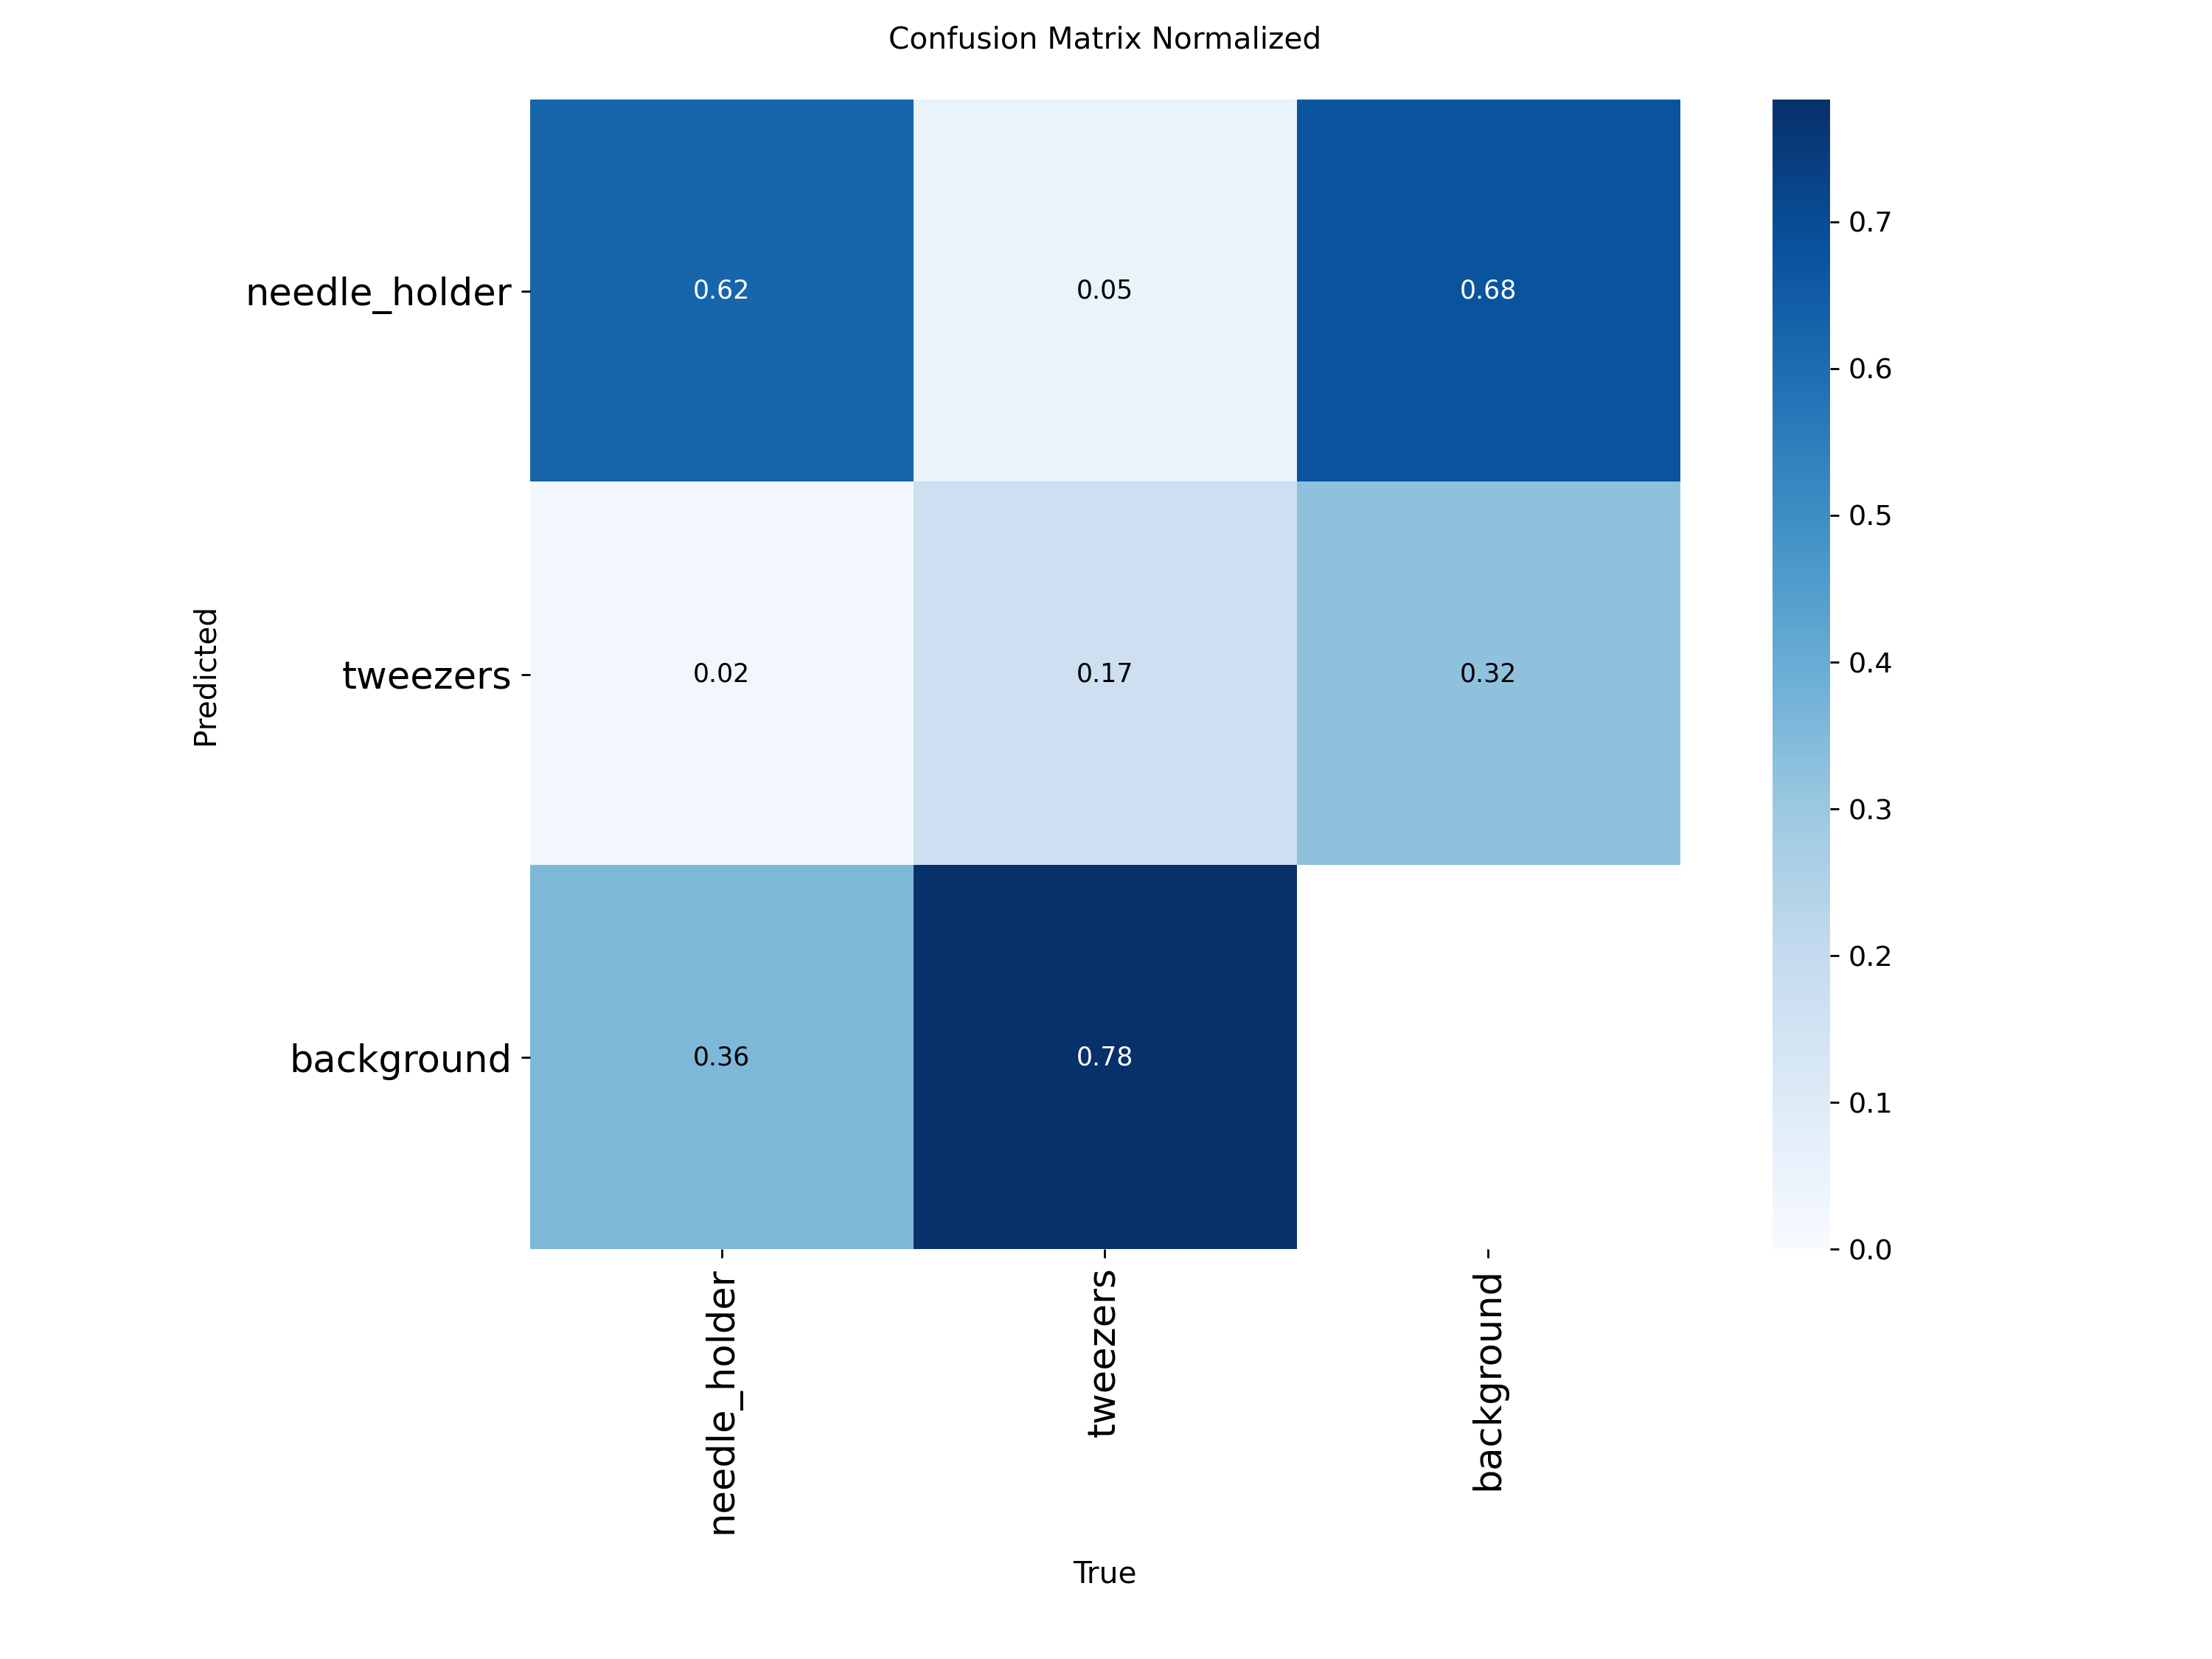 Confusion Matrix Normalized
needle_holder
0.62
0.05
0.68
tweezers
0.02
0.17
0.32
background
0.36
0.78
Predicted
needle_holder
tweezers
background
True
0.7
0.6
0.5
0.4
0.3
0.2
0.1
0.0